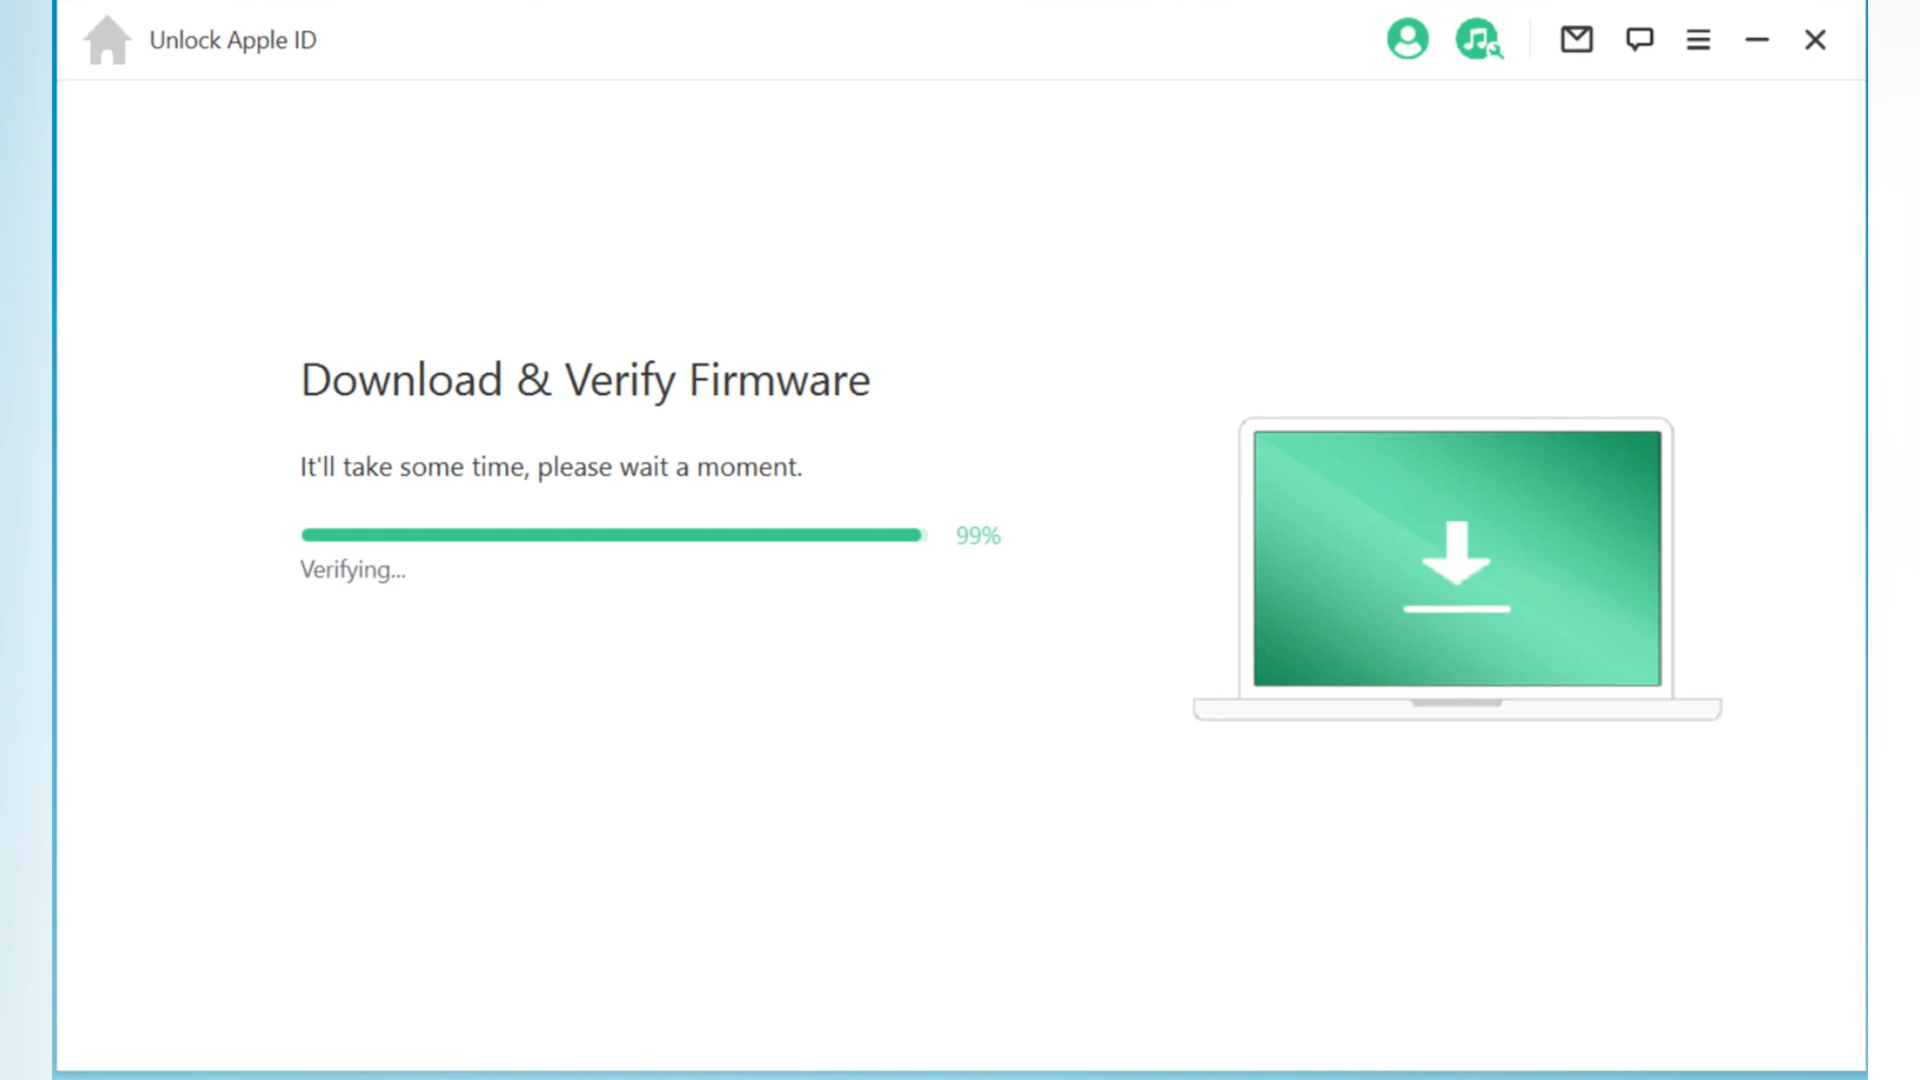 Unlock Apple ID
Download & Verify Firmware
It'll take some time, please wait a moment.
99%
Verifying...